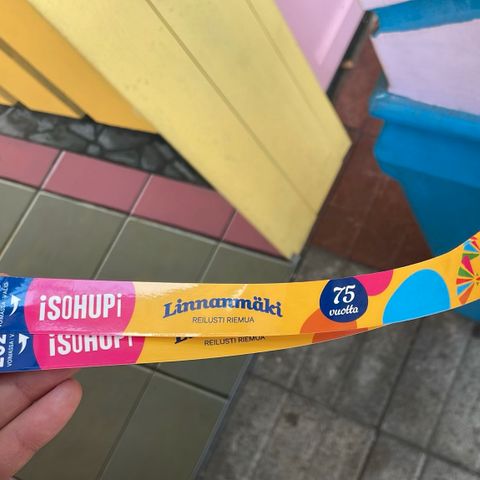 iSOHUPi
Linnanmäki
REILUSTI RIEMUA
75
vuotta
iSOHUPi
REILUSTI RIEMUA